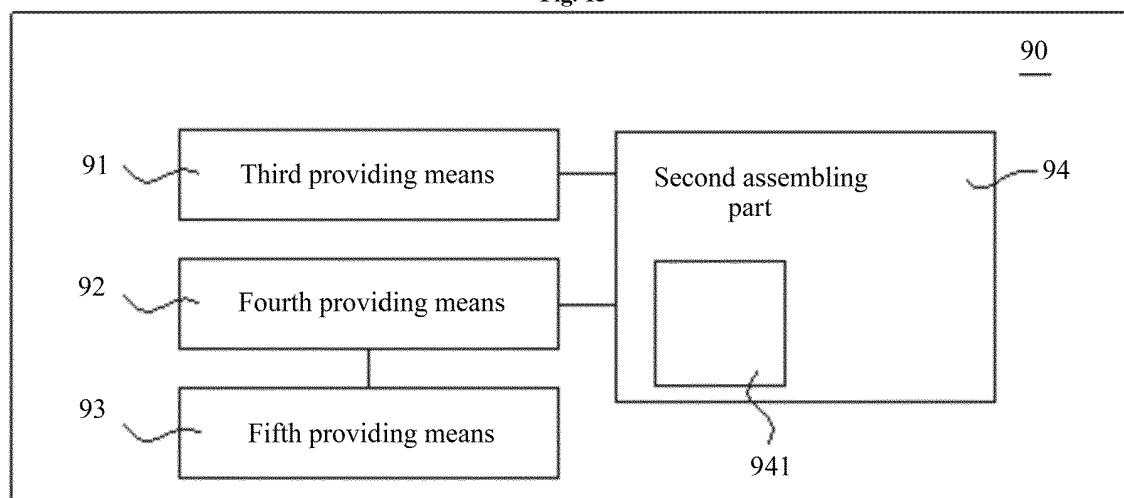 90
91
Third providing means
Second assembling
part
94
92
Fourth providing means
93
Fifth providing means
941